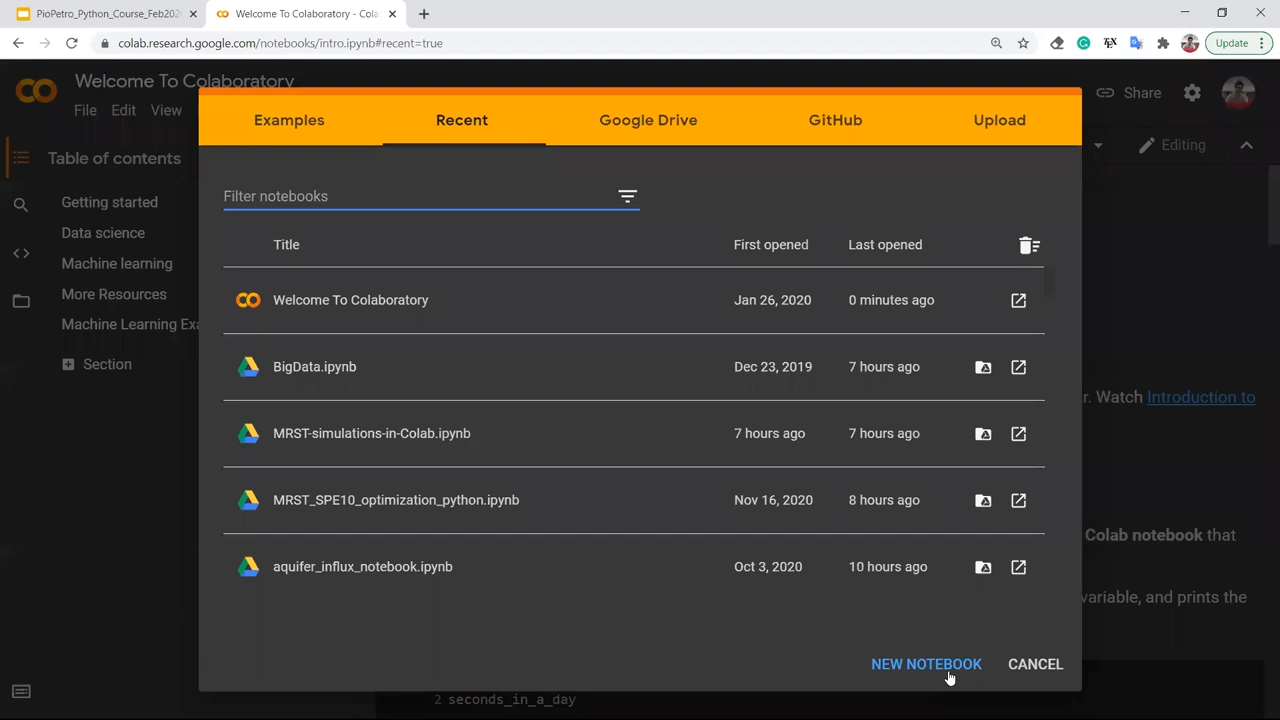 PioPetro_Python_Course_Feb202
Welcome To Colaboratory - Cola
colab.research.google.com/notebooks/intro.ipynb#recent=true
Update
Welcome To Colaboratory
File Edit View
Share
Examples Recent Google Drive GitHub Upload
Editing
Table of contents
Getting started
Data science
Machine learning
More Resources
Machine Learning Exa
Section
Filter notebooks
Title First opened Last opened
Welcome To Colaboratory Jan 26, 2020 0 minutes ago
BigData.ipynb Dec 23, 2019 7 hours ago
r. Watch Introduction to
MRST-simulations-in-Colab.ipynb 7 hours ago 7 hours ago
MRST_SPE10_optimization_python.ipynb Nov 16, 2020 8 hours ago
Colab notebook that
aquifer_influx_notebook.ipynb Oct 3, 2020 10 hours ago
variable, and prints the
NEW NOTEBOOK CANCEL
2 seconds_in_a_day